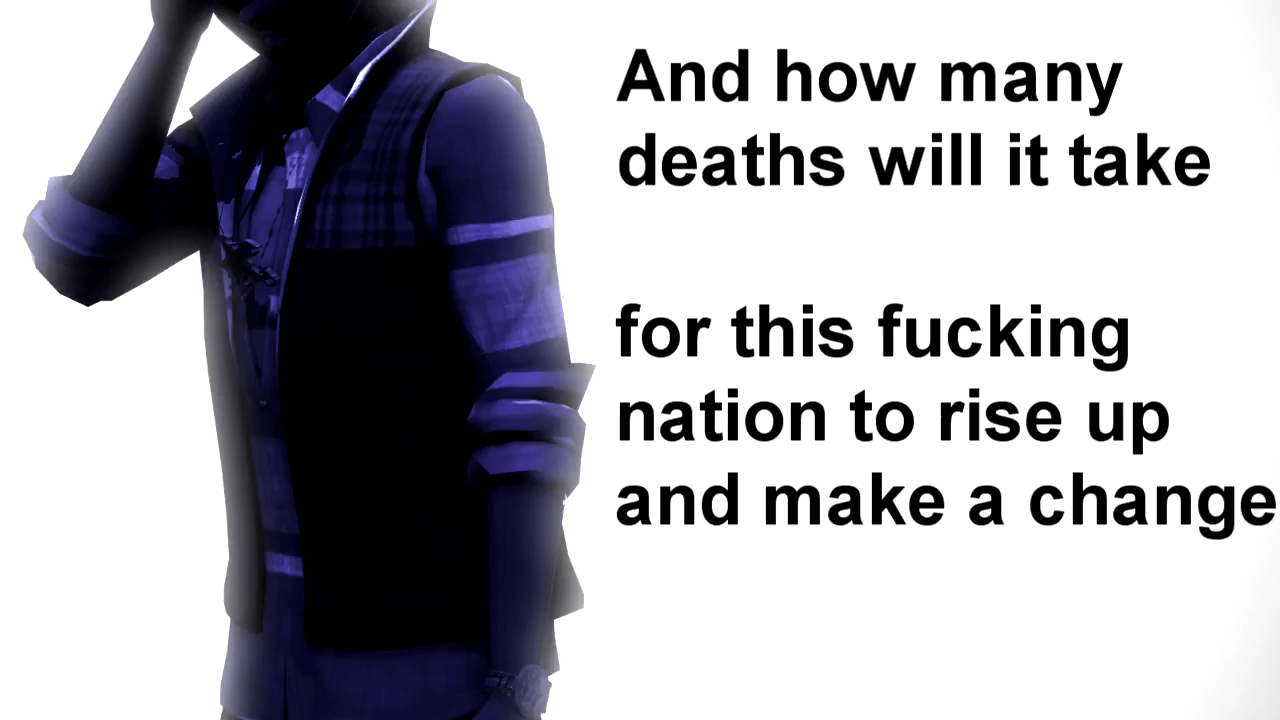 And how many
deaths will it take
for this fucking
nation to rise up
and make a change